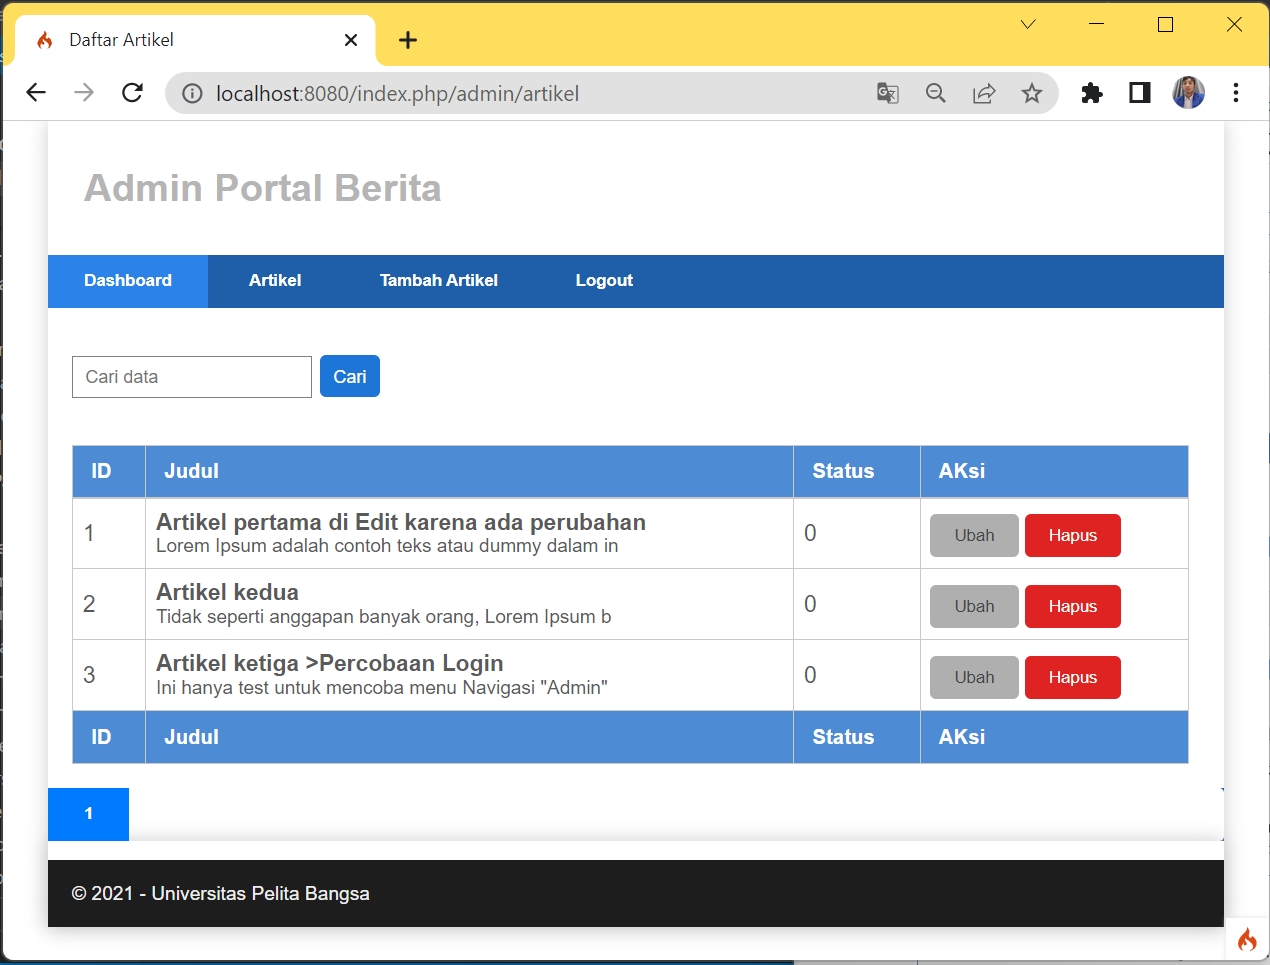 Daftar Artikel
localhost:8080/index.php/admin/artikel
Admin Portal Berita
Dashboard Artikel Tambah Artikel Logout
Cari data Cari
ID Judul Status AKsi
1 Artikel pertama di Edit karena ada perubahan 0 Ubah Hapus
Lorem Ipsum adalah contoh teks atau dummy dalam in
2 Artikel kedua 0 Ubah Hapus
Tidak seperti anggapan banyak orang, Lorem Ipsum b
3 Artikel ketiga >Percobaan Login 0 Ubah Hapus
Ini hanya test untuk mencoba menu Navigasi "Admin"
ID Judul Status AKsi
1
© 2021 - Universitas Pelita Bangsa